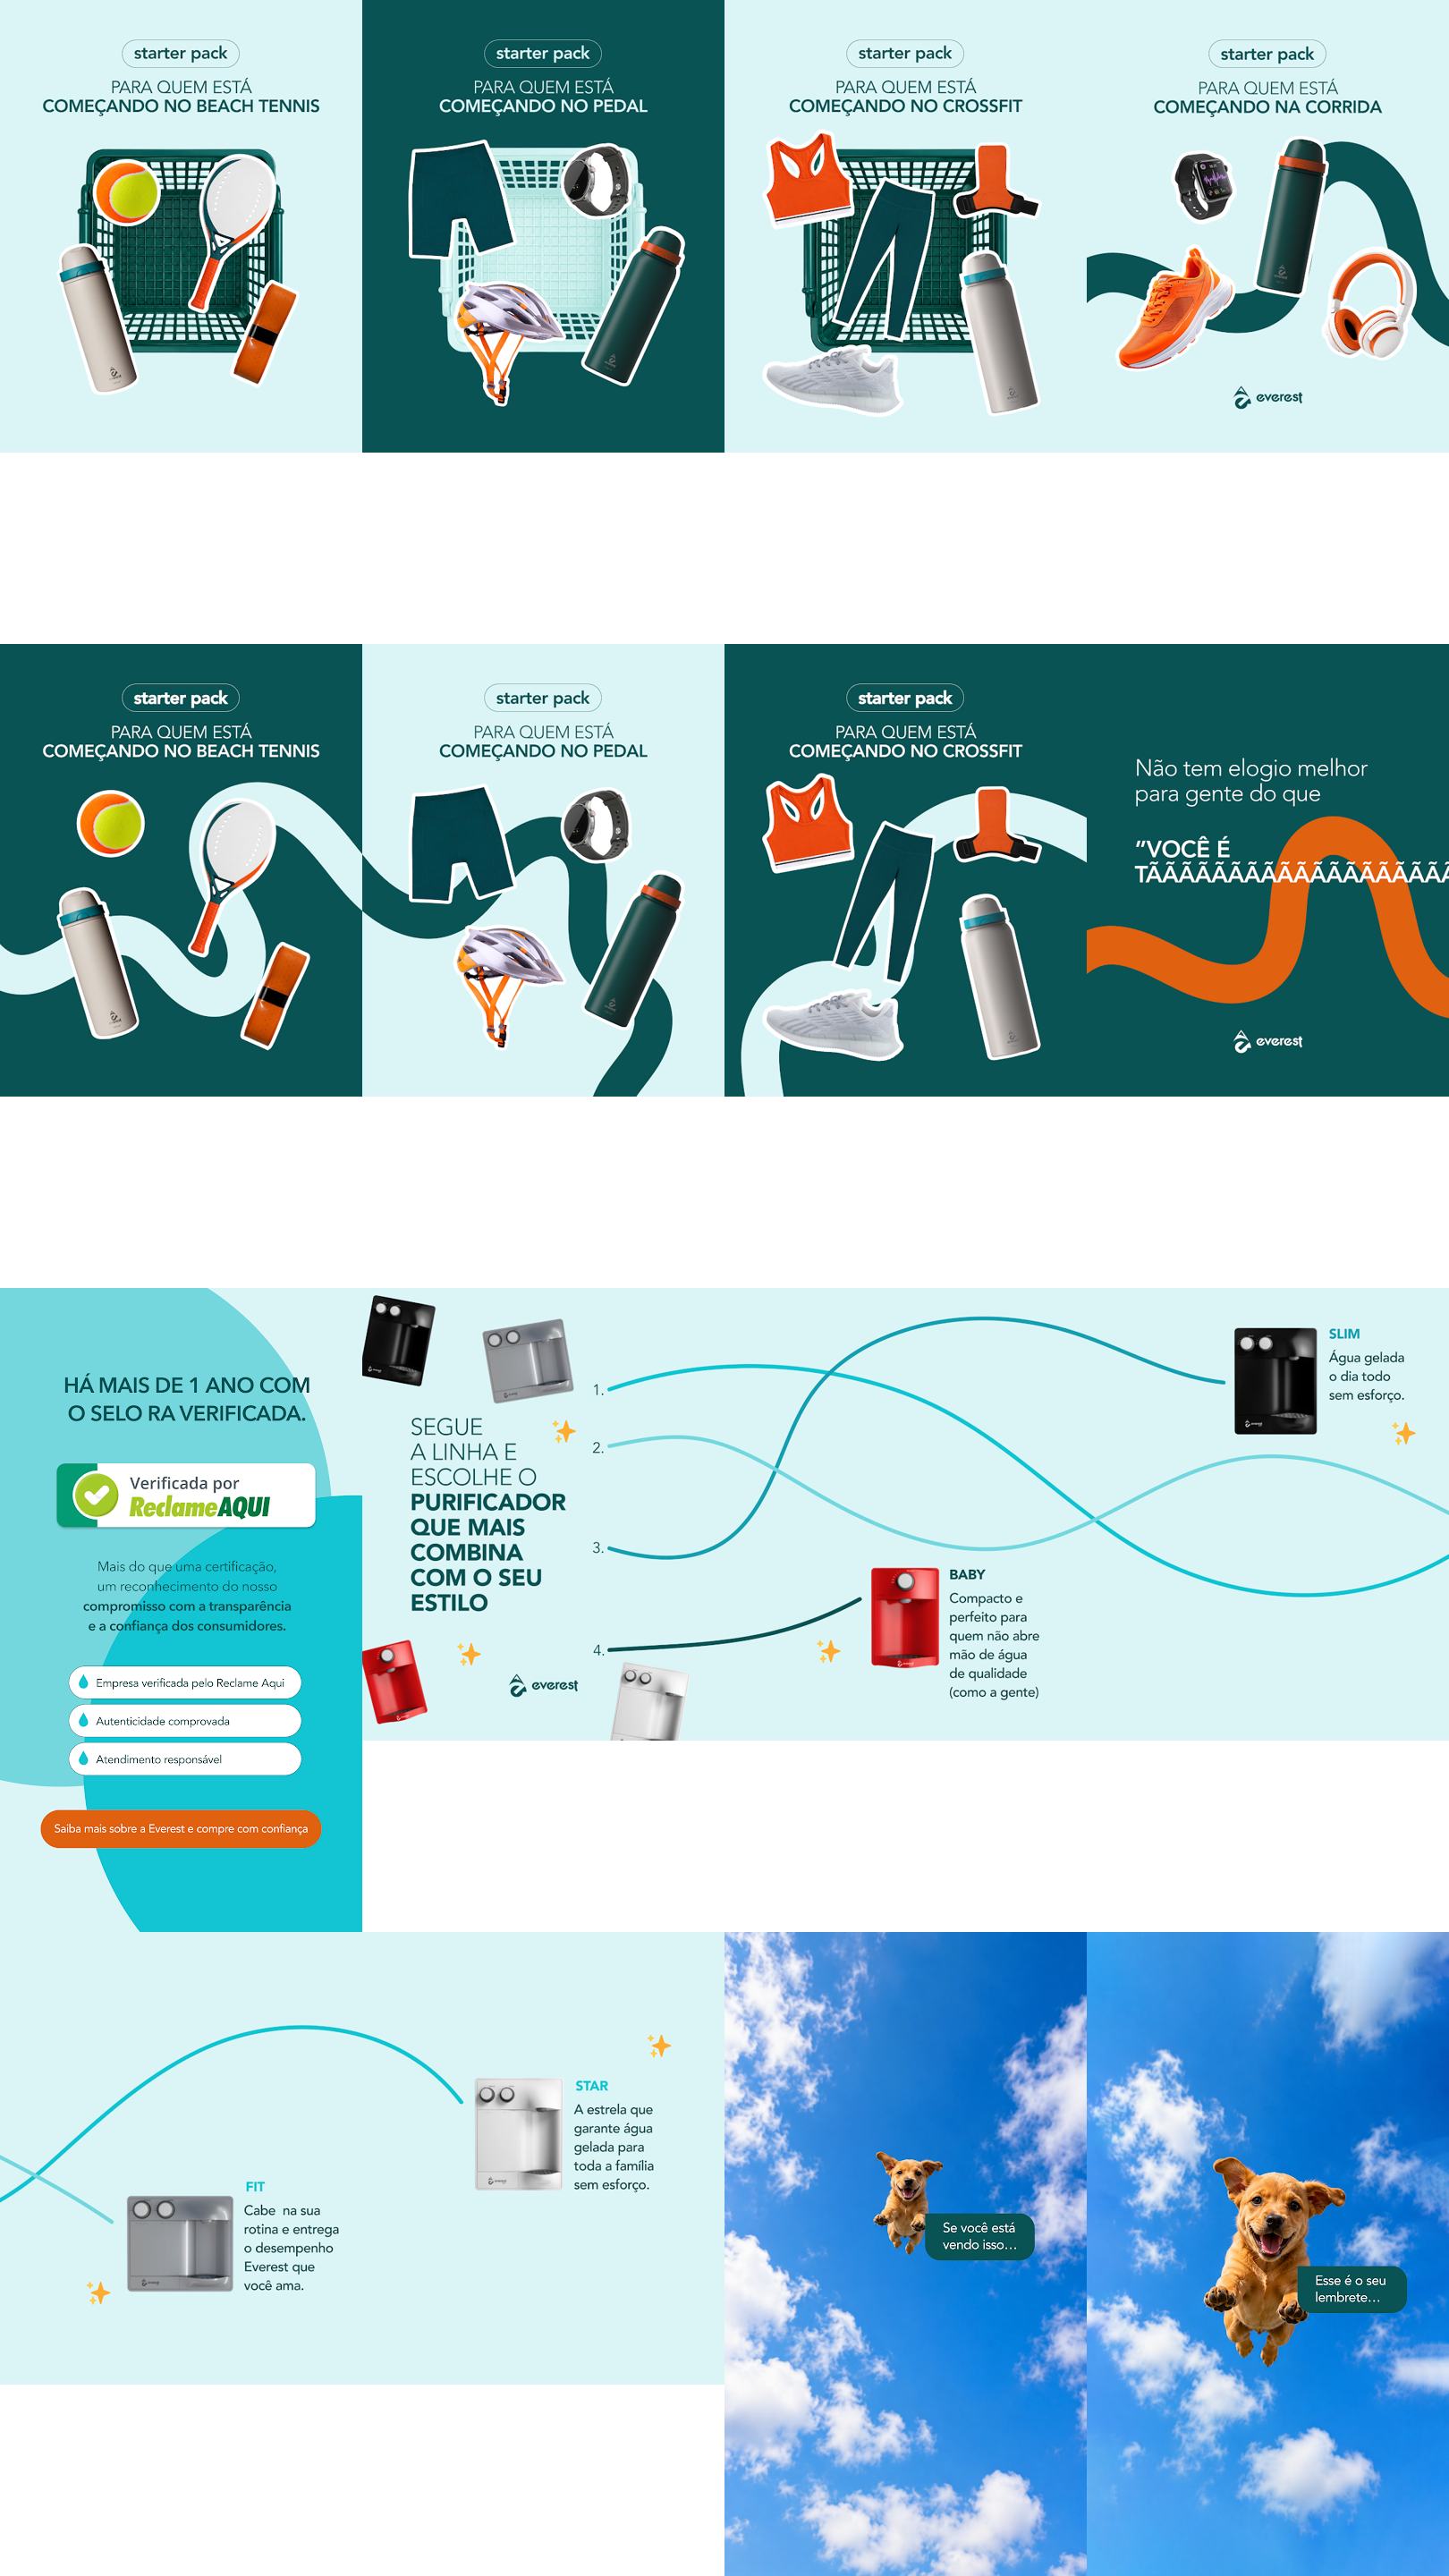 starter pack
PARA QUEM ESTÁ
COMEÇANDO NO BEACH TENNIS
starter pack
PARA QUEM ESTÁ
COMEÇANDO NO PEDAL
starter pack
PARA QUEM ESTÁ
COMEÇANDO NO CROSSFIT
starter pack
PARA QUEM ESTÁ
COMEÇANDO NA CORRIDA
everest
starter pack
PARA QUEM ESTÁ
COMEÇANDO NO BEACH TENNIS
starter pack
PARA QUEM ESTÁ
COMEÇANDO NO PEDAL
starter pack
PARA QUEM ESTÁ
COMEÇANDO NO CROSSFIT
Não tem elogio melhor
para gente do que
"VOCÊ É
TÃÃÃÃÃÃÃÃÃÃÃÃÃÃÃÃÃÃÃ
everest
HÁ MAIS DE 1 ANO COM
O SELO RA VERIFICADA.
Verificada por
ReclameAQUI
Mais do que uma certificação,
um reconhecimento do nosso
compromisso com a transparência
e a confiança dos consumidores.
Empresa verificada pelo Reclame Aqui
Autenticidade comprovada
Atendimento responsável
Saiba mais sobre a Everest e compre com confiança
SEGUE
A LINHA E
ESCOLHE O
PURIFICADOR
QUE MAIS
COMBINA
COM O SEU
ESTILO
everest
1.
2.
3.
4.
SLIM
Água gelada
o dia todo
sem esforço.
BABY
Compacto e
perfeito para
quem não abre
mão de água
de qualidade
(como a gente)
FIT
Cabe  na sua
rotina e entrega
o desempenho
Everest que
você ama.
STAR
A estrela que
garante água
gelada para
toda a família
sem esforço.
Se você está
vendo isso...
Esse é o seu
lembrete...